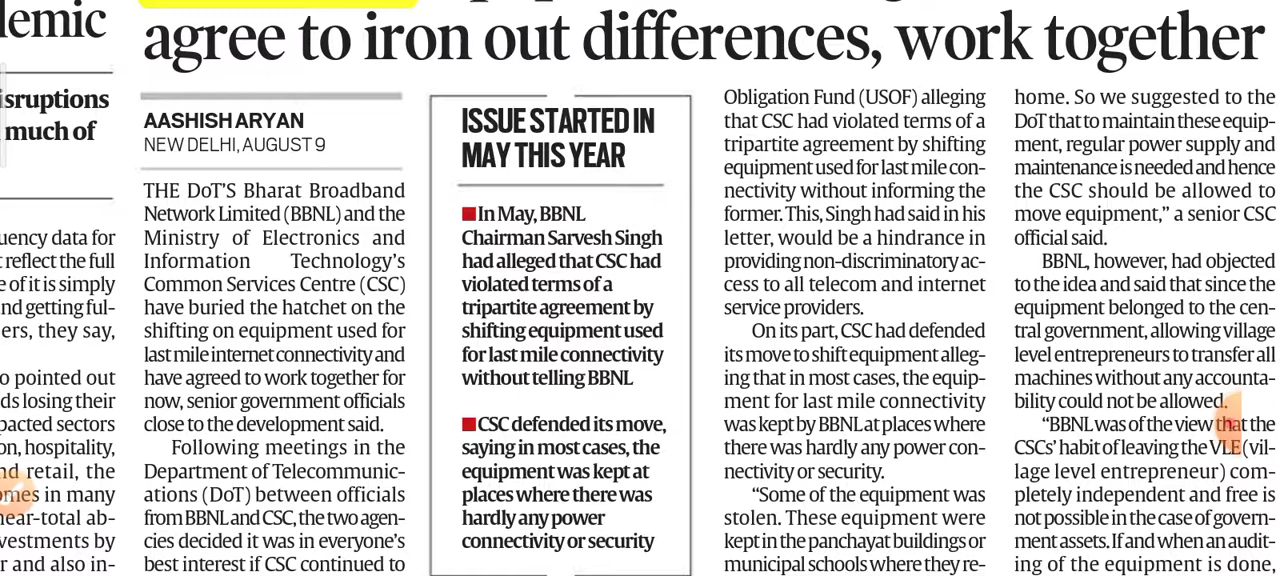 lemic
isruptions
much of
uency data for
reflect the full
e of it is simply
nd getting ful-
ers, they say,
o pointed out
ds losing their
pacted sectors
on, hospitality,
nd retail, the
omes in many
near-total ab-
vestments by
r and also in-
agree to iron out differences, work together
AASHISH ARYAN
NEW DELHI, AUGUST 9
THE DoT'S Bharat Broadband
Network Limited (BBNL) and the
Ministry of Electronics and
Information Technology's
Common Services Centre (CSC)
have buried the hatchet on the
shifting on equipment used for
last mile internet connectivity and
have agreed to work together for
now, senior government officials
close to the development said.
Following meetings in the
Department of Telecommunic-
ations (DoT) between officials
from BBNL and CSC, the two agen-
cies decided it was in everyone's
best interest if CSC continued to
ISSUE STARTED IN
MAY THIS YEAR
In May, BBNL
Chairman Sarvesh Singh
had alleged that CSC had
violated terms of a
tripartite agreement by
shifting equipment used
for last mile connectivity
without telling BBNL
CSC defended its move,
saying in most cases, the
equipment was kept at
places where there was
hardly any power
connectivity or security
Obligation Fund (USOF) alleging
that CSC had violated terms of a
tripartite agreement by shifting
equipment used for last mile con-
nectivity without informing the
former. This, Singh had said in his
letter, would be a hindrance in
providing non-discriminatory ac-
cess to all telecom and internet
service providers.
On its part, CSC had defended
its move to shift equipment alleg-
ing that in most cases, the equip-
ment for last mile connectivity
was kept by BBNL at places where
there was hardly any power con-
nectivity or security.
"Some of the equipment was
stolen. These equipment were
kept in the panchayat buildings or
municipal schools where they re-
home. So we suggested to the
DoT that to maintain these equip-
ment, regular power supply and
maintenance is needed and hence
the CSC should be allowed to
move equipment," a senior CSC
official said.
BBNL, however, had objected
to the idea and said that since the
equipment belonged to the cen-
tral government, allowing village
level entrepreneurs to transfer all
machines without any accounta-
bility could not be allowed.
"BBNL was of the view that the
CSCs' habit of leaving the VLE (vil-
lage level entrepreneur) com-
pletely independent and free is
not possible in the case of govern-
ment assets. If and when an audit-
ing of the equipment is done,